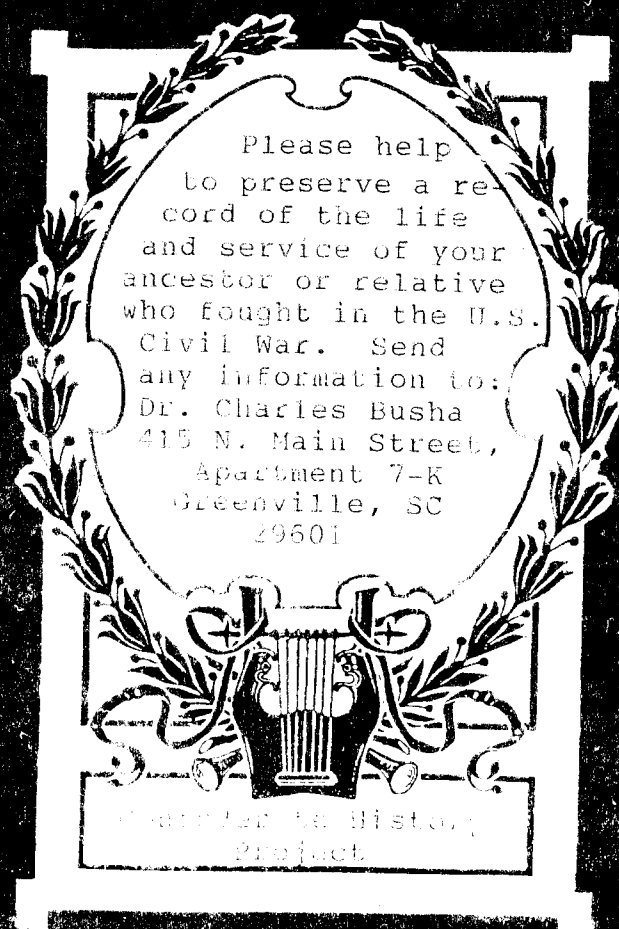 Please help
to preserve a re-
cord of the life
and service of your
ancestor or relative
who fought in the U.S.
Civil War. Send
any information to:
Dr. Charles Busha
415 N. Main Street,
Apartment 7-K
Greenville, SC
29601
History
Project